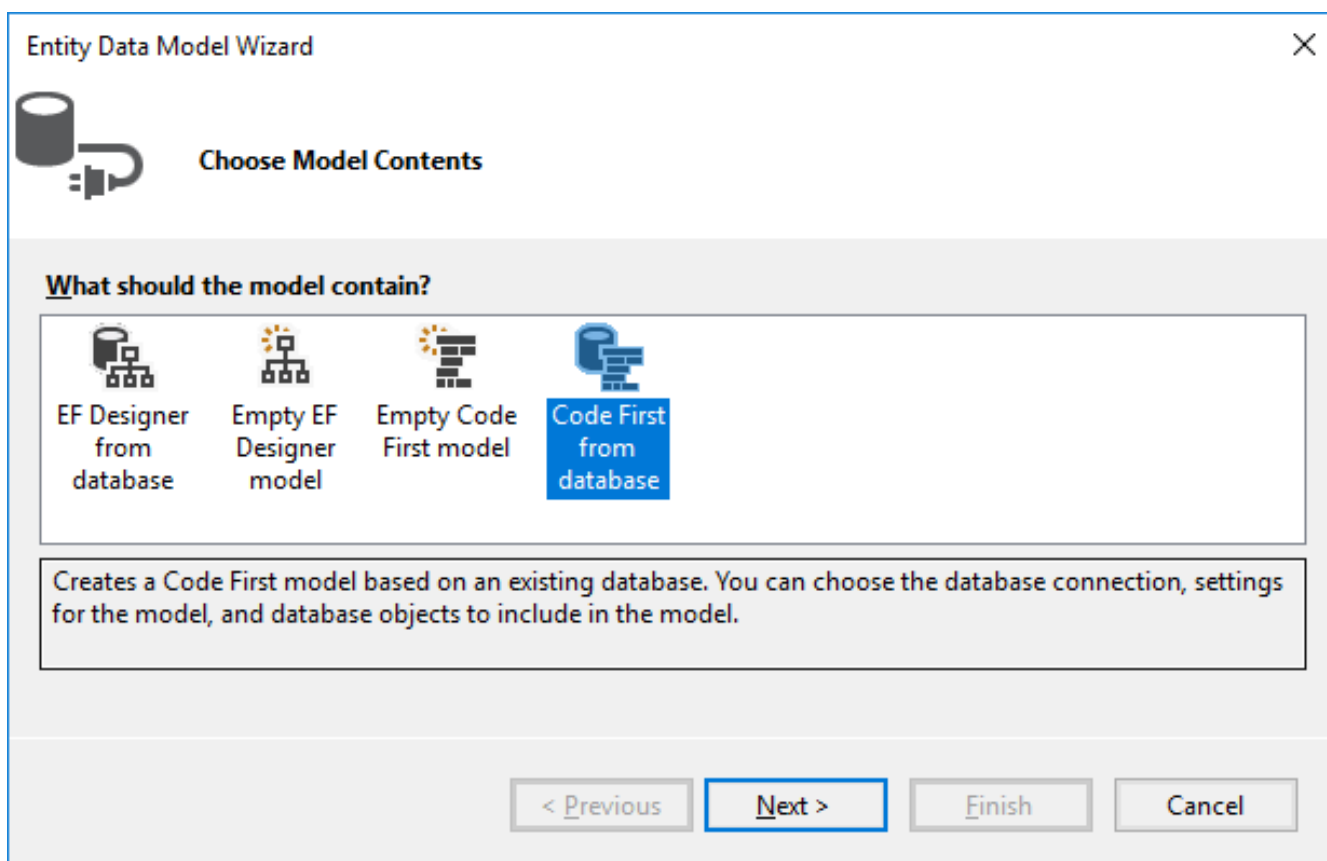 Entity Data Model Wizard
Choose Model Contents
What should the model contain?
EF Designer
from
database
Empty EF
Designer
model
Empty Code
First model
Code First
from
database
Creates a Code First model based on an existing database. You can choose the database connection, settings
for the model, and database objects to include in the model.
< Previous
Next >
Finish
Cancel